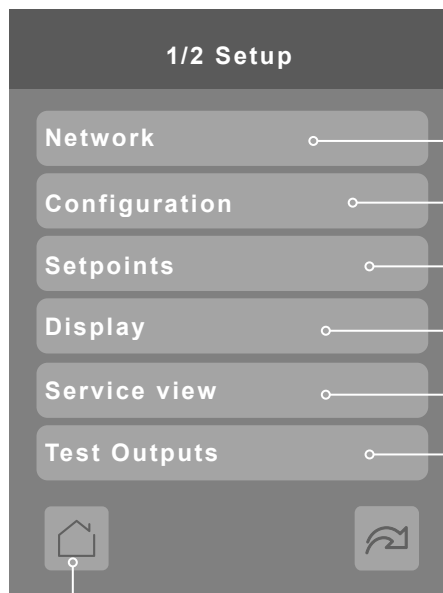 1/2 Setup
Network
Configuration
Setpoints
Display
Service view
Test Outputs